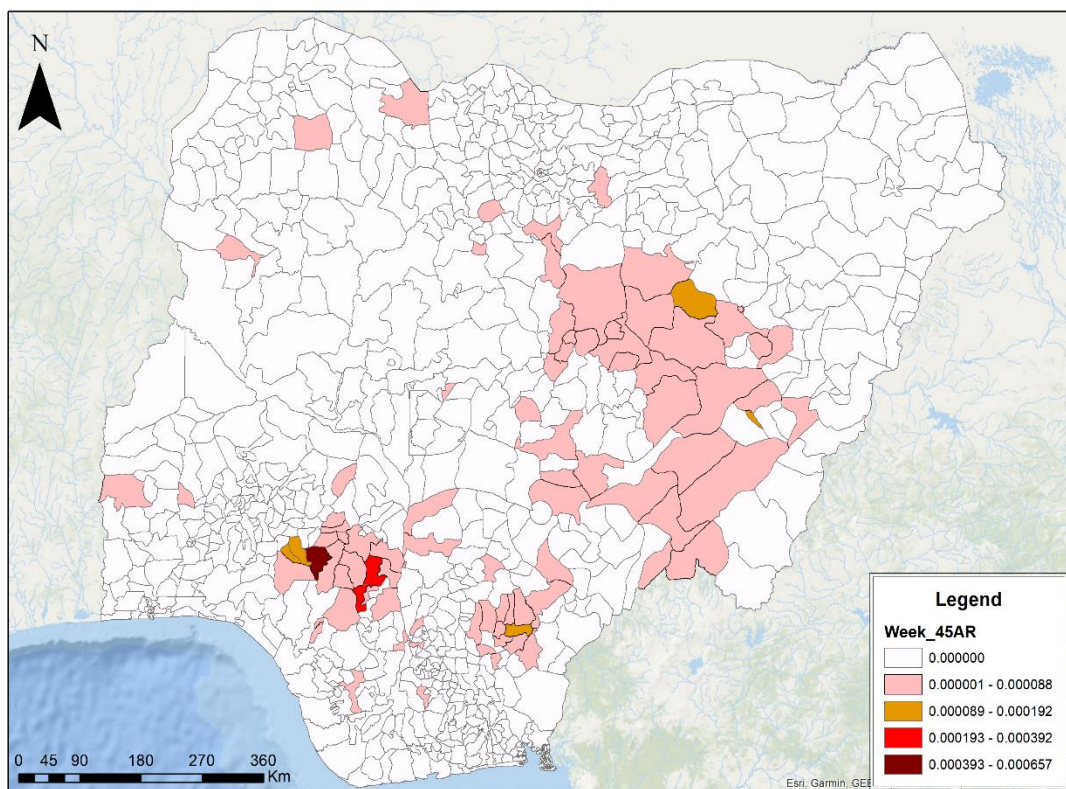 N
Legend
Week_45AR
0.000000
0.000001 - 0.000088
0.000089 - 0.000192
0.000193 - 0.000392
0.000393 - 0.000657
0 45 90 180 270 360
Km
Esri, Garmin,